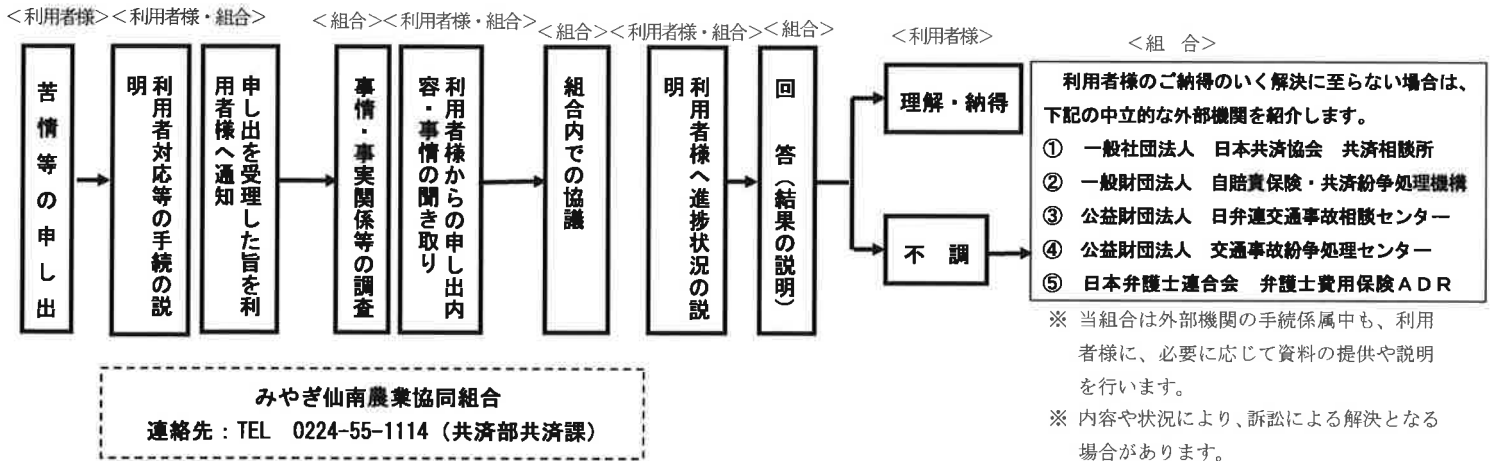 ＜利用者様＞
苦情等の申し出
＜利用者様・組合＞
利用者対応等の手続の説
明
申し出を受理した旨を利
用者様へ通知
＜組合＞
事情・事実関係等の調査
＜利用者様・組合＞
利用者様からの申し出内
容・事情の聞き取り
＜組合＞
組合内での協議
＜利用者様・組合＞
利用者様へ進捗状況の説
明
＜組合＞
回　答（結果の説明）
＜利用者様＞
理解・納得
不　調
＜組　合＞
利用者様のご納得のいく解決に至らない場合は、
下記の中立的な外部機関を紹介します。
①　一般社団法人　日本共済協会　共済相談所
②　一般財団法人　自賠責保険・共済紛争処理機構
③　公益財団法人　日弁連交通事故相談センター
④　公益財団法人　交通事故紛争処理センター
⑤　日本弁護士連合会　弁護士費用保険ＡＤＲ
※ 当組合は外部機関の手続係属中も、利用
者様に、必要に応じて資料の提供や説明
を行います。
※ 内容や状況により、訴訟による解決となる
場合があります。
みやぎ仙南農業協同組合
連絡先：TEL　0224-55-1114（共済部共済課）